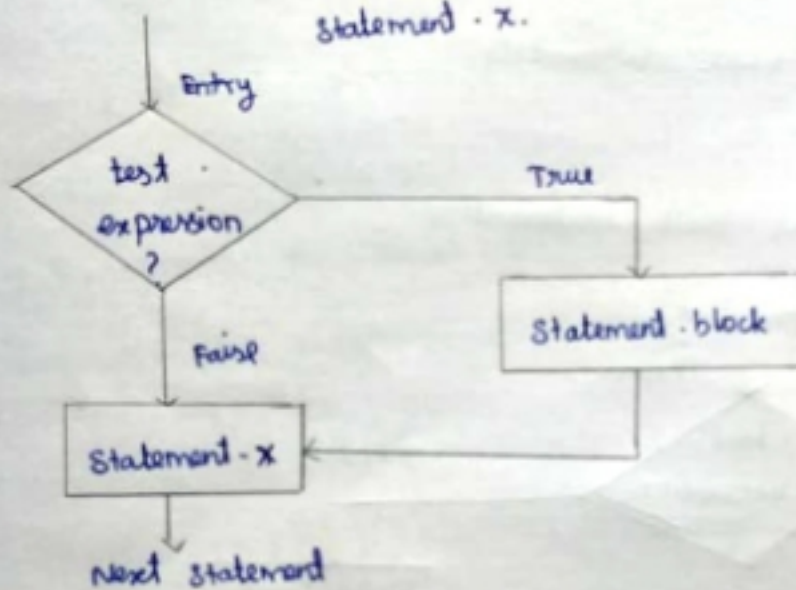 Statement - x.
Entry
test
expression
?
True
Statement - block
False
Statement - x
Next statement